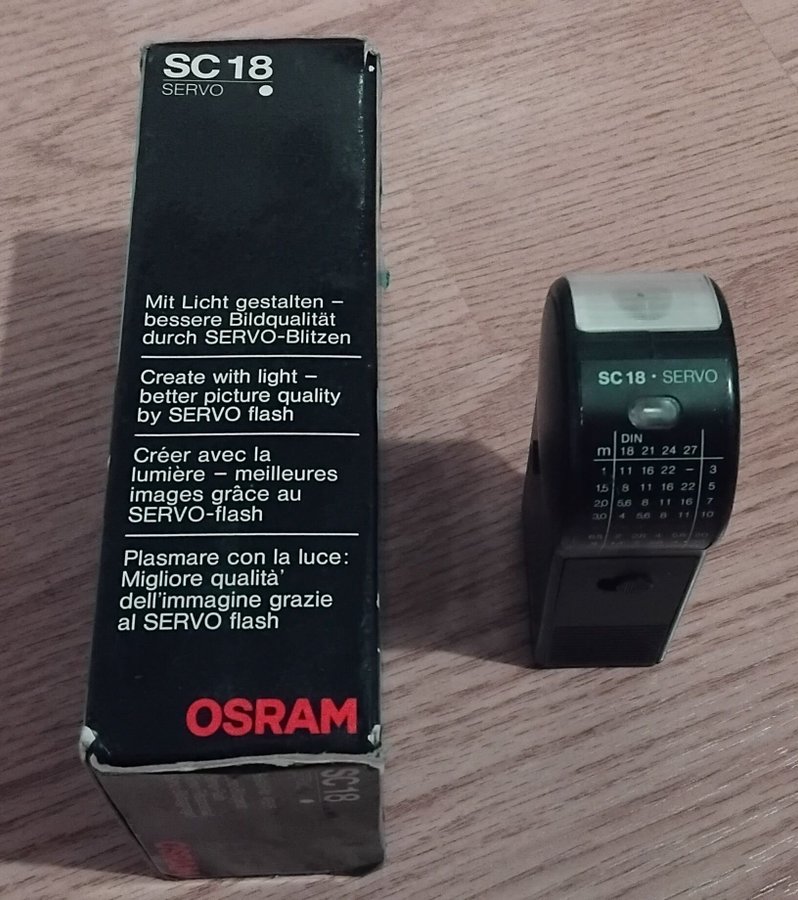 SC 18
SERVO
Mit Licht gestalten –
bessere Bildqualität
durch SERVO-Blitzen
Create with light –
better picture quality
by SERVO flash
Créer avec la
lumière – meilleures
images grâce au
SERVO-flash
Plasmare con la luce:
Migliore qualità'
dell'immagine grazie
al SERVO flash
OSRAM
SC18
SC 18 · SERVO
DIN
m 18 21 24 27
1 11 16 22 – 3
1,5 8 11 16 22 5
2,0 5,6 8 11 16 7
3,0 4 5,6 8 11 10